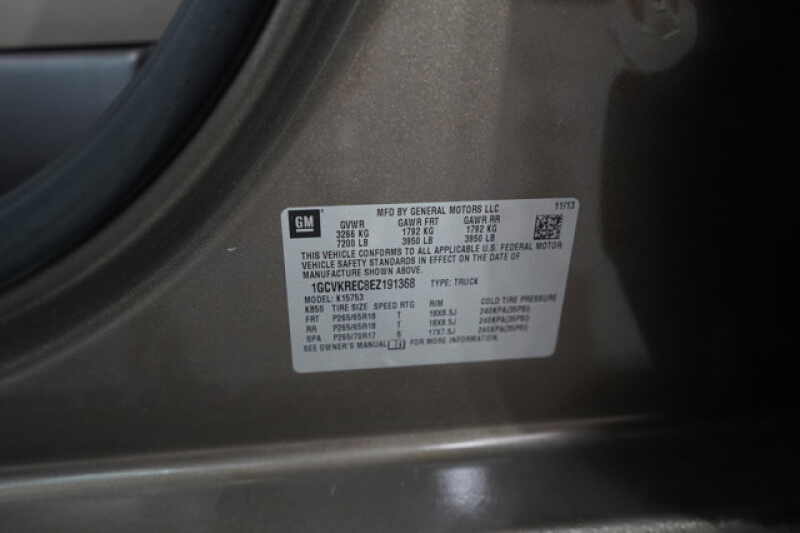 GM
MFD BY GENERAL MOTORS LLC 11/13
GVWR GAWR FRT GAWR RR
3266 KG 1792 KG 1792 KG
7200 LB 3950 LB 3950 LB
THIS VEHICLE CONFORMS TO ALL APPLICABLE U.S. FEDERAL MOTOR
VEHICLE SAFETY STANDARDS IN EFFECT ON THE DATE OF
MANUFACTURE SHOWN ABOVE.
1GCVKREC8EZ191368 TYPE: TRUCK
MODEL: K15753
TIRE SIZE SPEED RTG RIM COLD TIRE PRESSURE
FRT P265/65R18 T 18X8.5J 240KPA(35PSI)
RR P265/65R18 T 18X8.5J 240KPA(35PSI)
SPA P265/70R17 S 17X7.5J 240KPA(35PSI)
SEE OWNER'S MANUAL FOR MORE INFORMATION